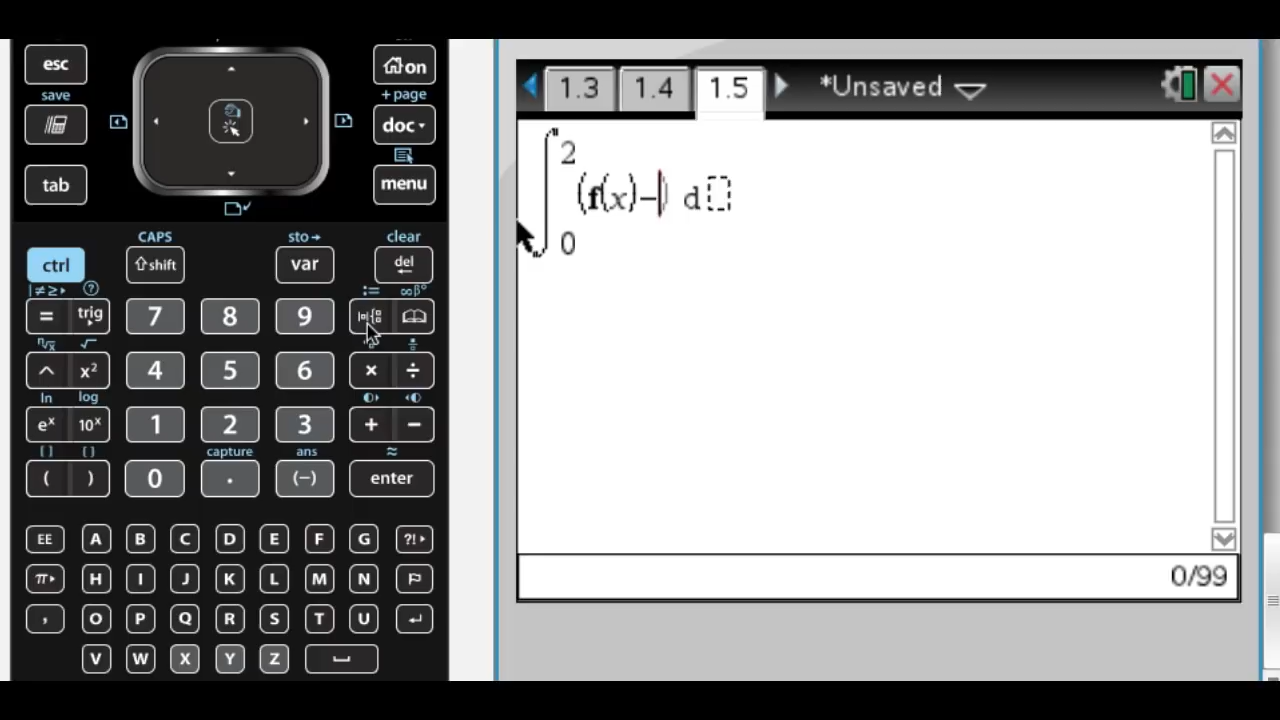 esc
on
save
+ page
doc
tab
menu
CAPS
sto→
clear
ctrl
⇧shift
var
del
|≠≥▸ ? := ∞β°
= trig 7 8 9
ⁿ√x √
^ x² 4 5 6 × ÷
ln log
eˣ 10ˣ 1 2 3 + −
[ ] { } capture ans ≈
( ) 0 . (−) enter
EE A B C D E F G ?!▸
π▸ H I J K L M N
, O P Q R S T U ↵
V W X Y Z
1.3 1.4 1.5 *Unsaved
2
∫ (f(x)−) d
0
0/99